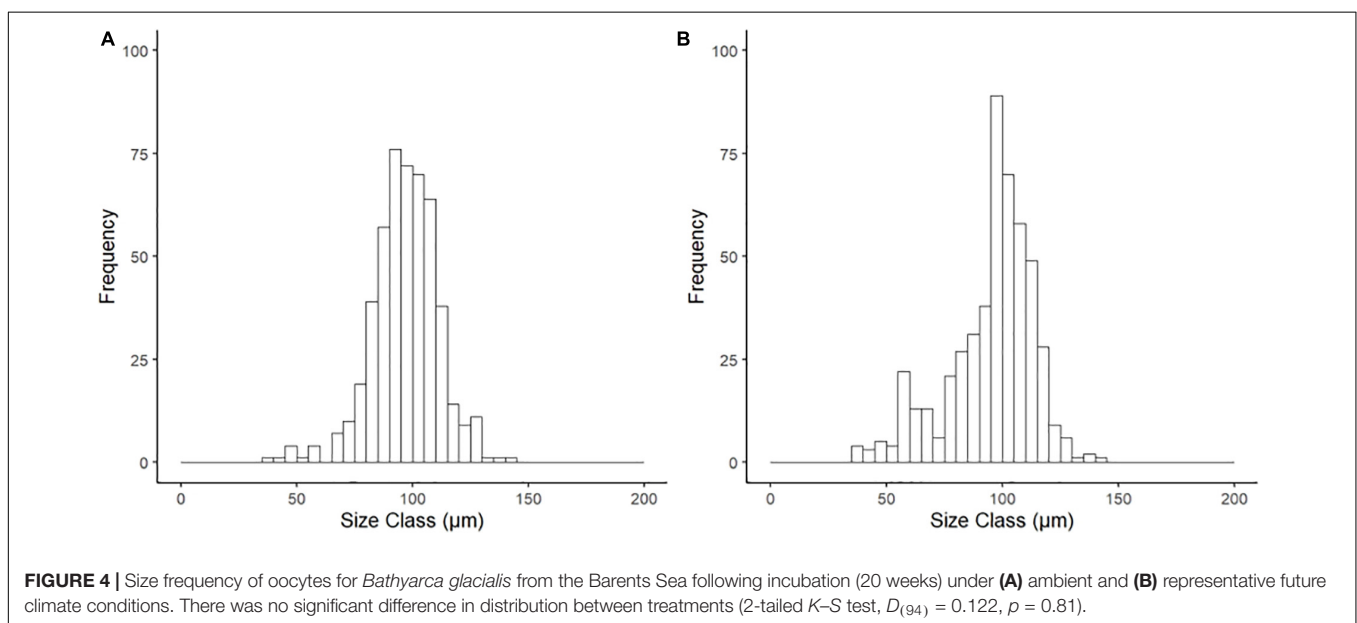 A
100
75
50
25
0
Frequency
0 50 100 150 200
Size Class (µm)
B
100
75
50
25
0
Frequency
0 50 100 150 200
Size Class (µm)
FIGURE 4 | Size frequency of oocytes for Bathyarca glacialis from the Barents Sea following incubation (20 weeks) under (A) ambient and (B) representative future
climate conditions. There was no significant difference in distribution between treatments (2-tailed K–S test, D(94) = 0.122, p = 0.81).